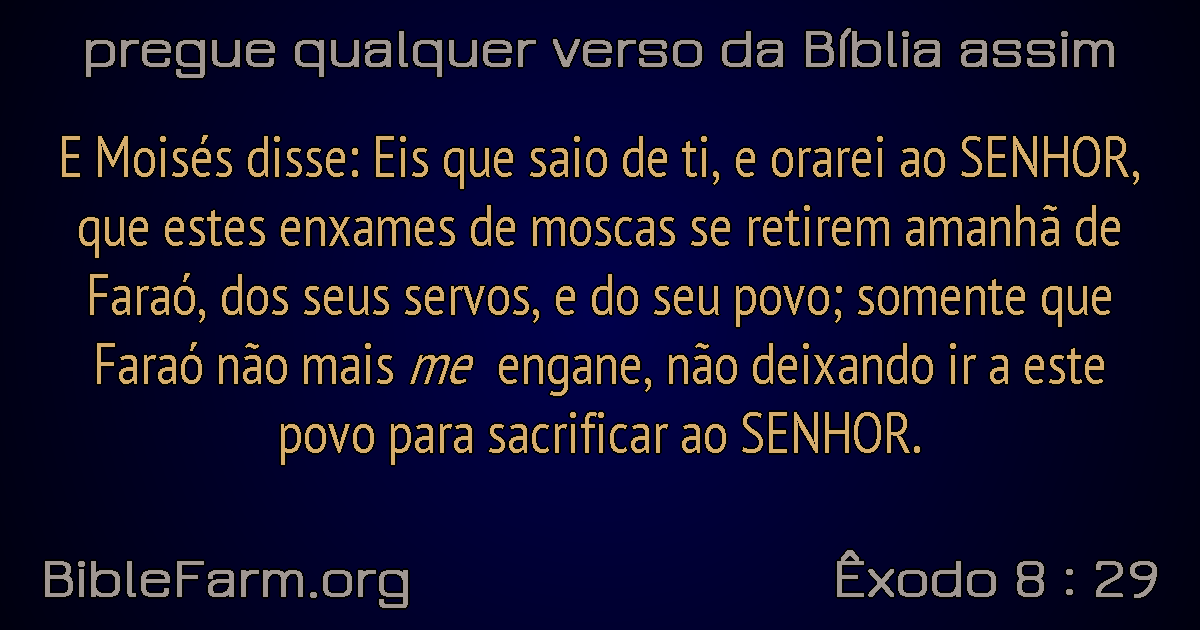 pregue qualquer verso da Bíblia assim
E Moisés disse: Eis que saio de ti, e orarei ao SENHOR,
que estes enxames de moscas se retirem amanhã de
Faraó, dos seus servos, e do seu povo; somente que
Faraó não mais me engane, não deixando ir a este
povo para sacrificar ao SENHOR.
BibleFarm.org
Êxodo 8 : 29